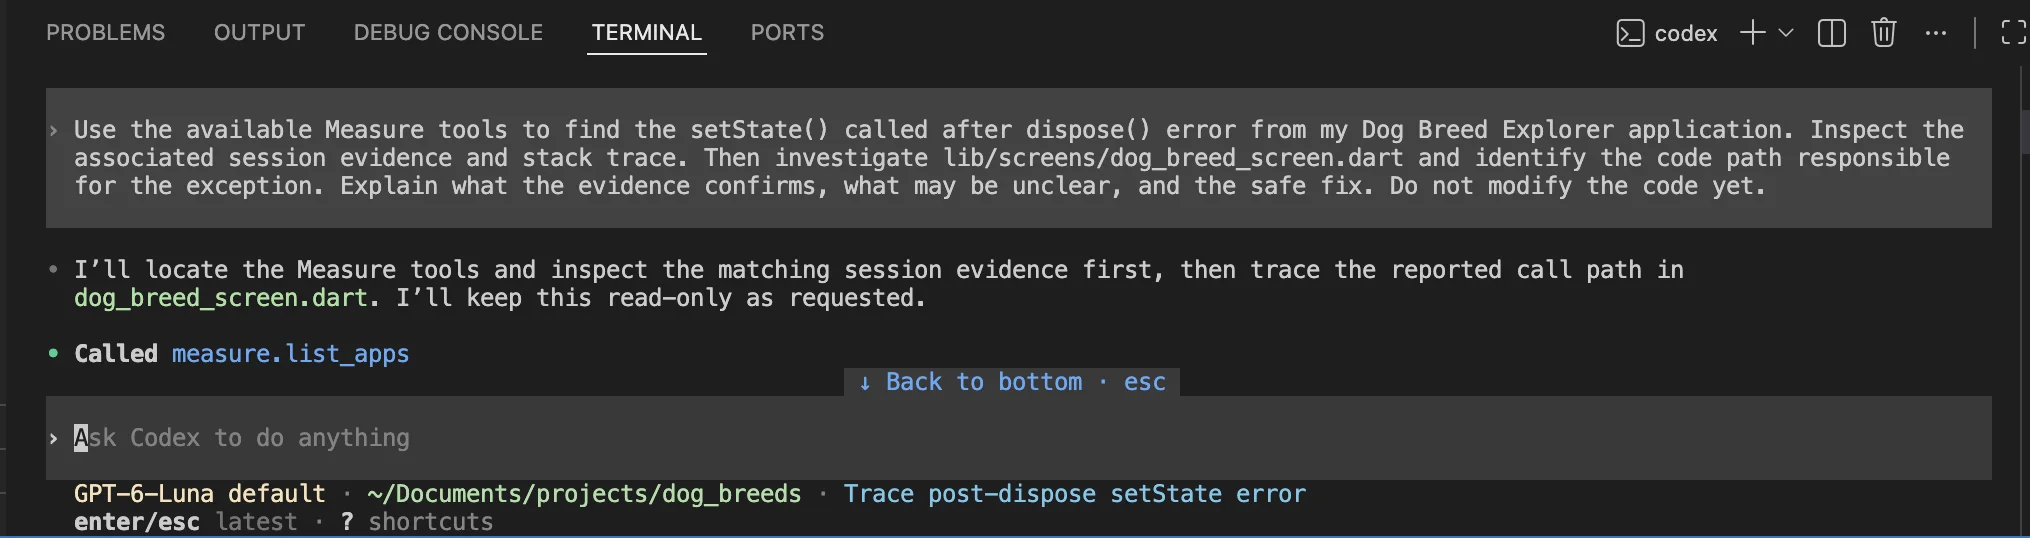 PROBLEMS OUTPUT DEBUG CONSOLE TERMINAL PORTS codex
› Use the available Measure tools to find the setState() called after dispose() error from my Dog Breed Explorer application. Inspect the
associated session evidence and stack trace. Then investigate lib/screens/dog_breed_screen.dart and identify the code path responsible
for the exception. Explain what the evidence confirms, what may be unclear, and the safe fix. Do not modify the code yet.
• I’ll locate the Measure tools and inspect the matching session evidence first, then trace the reported call path in
dog_breed_screen.dart. I’ll keep this read-only as requested.
• Called measure.list_apps
↓ Back to bottom · esc
› Ask Codex to do anything
GPT-6-Luna default · ~/Documents/projects/dog_breeds · Trace post-dispose setState error
enter/esc latest · ? shortcuts